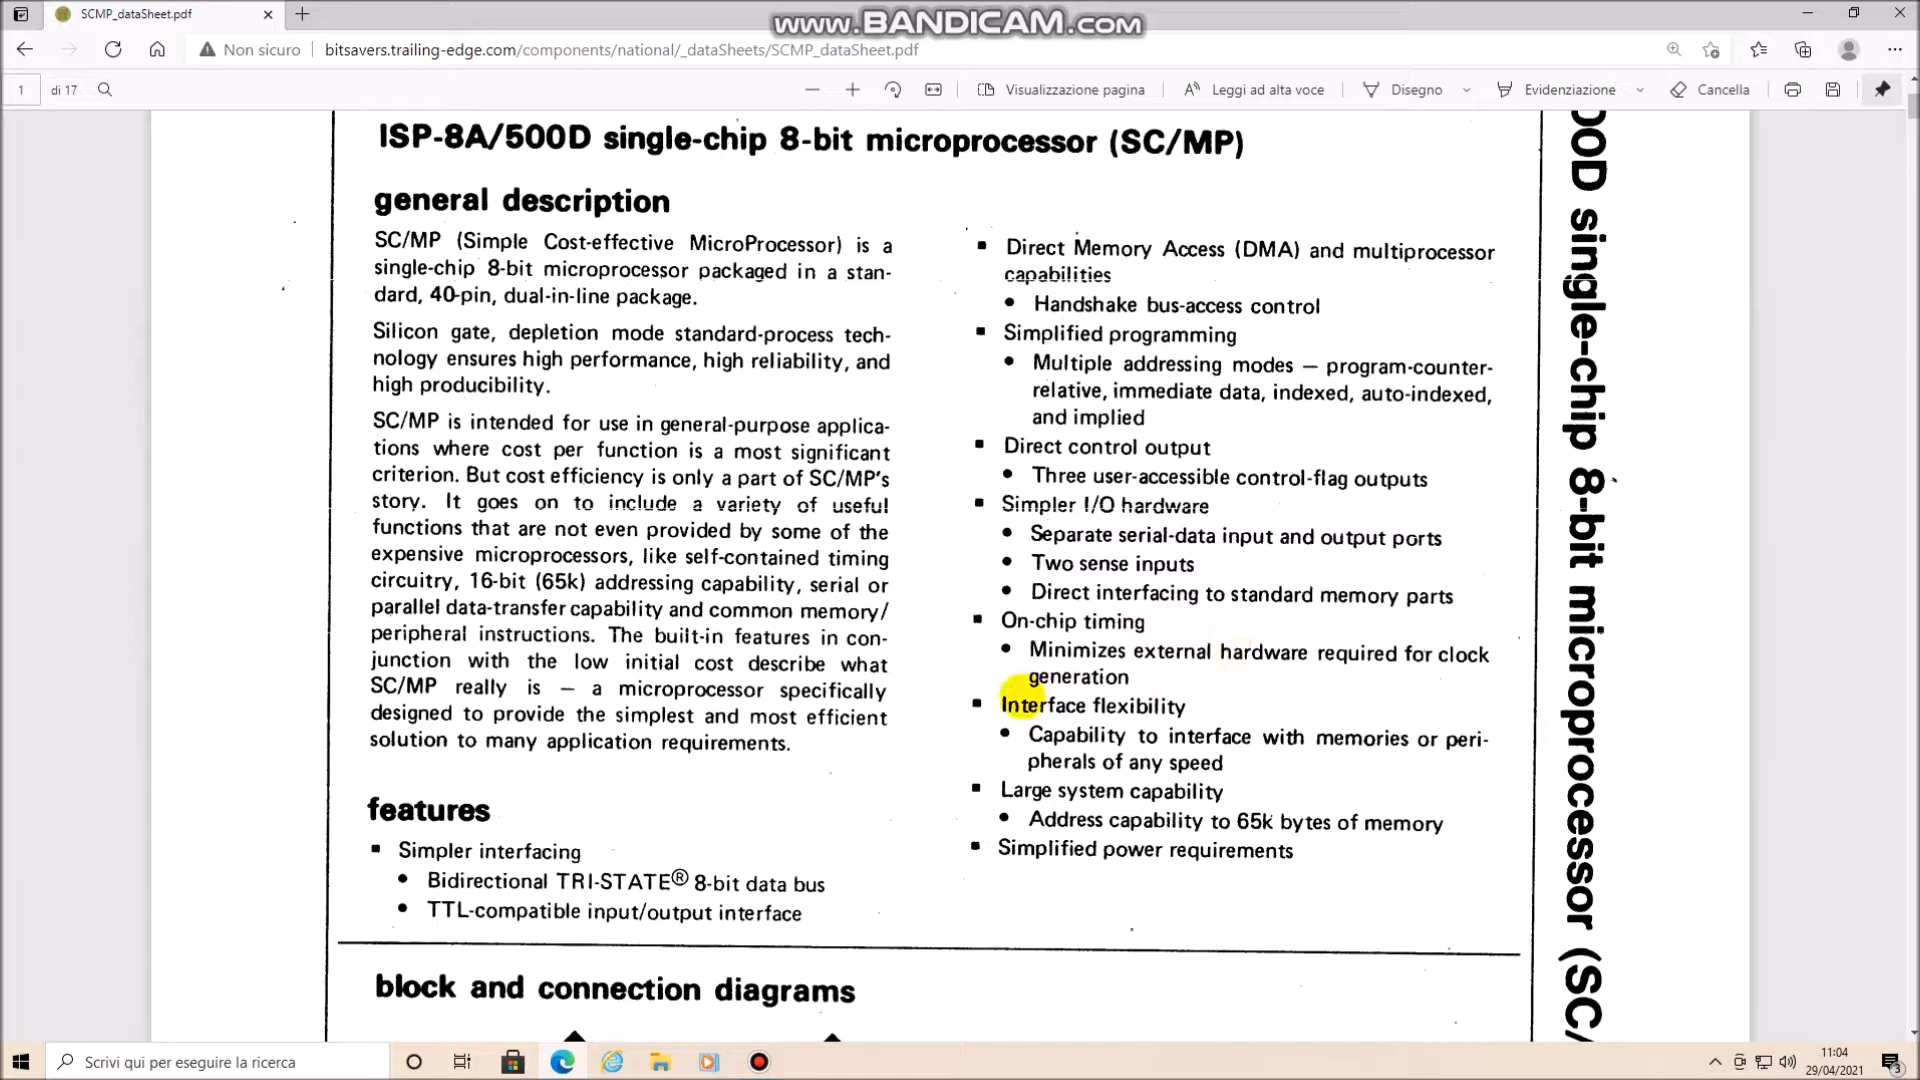 SCMP_dataSheet.pdf
www.BANDICAM.com
Non sicuro | bitsavers.trailing-edge.com/components/national/_dataSheets/SCMP_dataSheet.pdf
1 di 17
Visualizzazione pagina
Leggi ad alta voce
Disegno
Evidenziazione
Cancella
ISP-8A/500D single-chip 8-bit microprocessor (SC/MP)
general description
SC/MP (Simple Cost-effective MicroProcessor) is a
single-chip 8-bit microprocessor packaged in a stan-
dard, 40-pin, dual-in-line package.
Silicon gate, depletion mode standard-process tech-
nology ensures high performance, high reliability, and
high producibility.
SC/MP is intended for use in general-purpose applica-
tions where cost per function is a most significant
criterion. But cost efficiency is only a part of SC/MP's
story. It goes on to include a variety of useful
functions that are not even provided by some of the
expensive microprocessors, like self-contained timing
circuitry, 16-bit (65k) addressing capability, serial or
parallel data-transfer capability and common memory/
peripheral instructions. The built-in features in con-
junction with the low initial cost describe what
SC/MP really is — a microprocessor specifically
designed to provide the simplest and most efficient
solution to many application requirements.
features
■ Simpler interfacing
● Bidirectional TRI-STATE® 8-bit data bus
● TTL-compatible input/output interface
■ Direct Memory Access (DMA) and multiprocessor
capabilities
● Handshake bus-access control
■ Simplified programming
● Multiple addressing modes — program-counter-
relative, immediate data, indexed, auto-indexed,
and implied
■ Direct control output
● Three user-accessible control-flag outputs
■ Simpler I/O hardware
● Separate serial-data input and output ports
● Two sense inputs
● Direct interfacing to standard memory parts
■ On-chip timing
● Minimizes external hardware required for clock
generation
■ Interface flexibility
● Capability to interface with memories or peri-
pherals of any speed
■ Large system capability
● Address capability to 65k bytes of memory
■ Simplified power requirements
block and connection diagrams
00D single-chip 8-bit microprocessor (SC/
Scrivi qui per eseguire la ricerca
11:04
29/04/2021
3